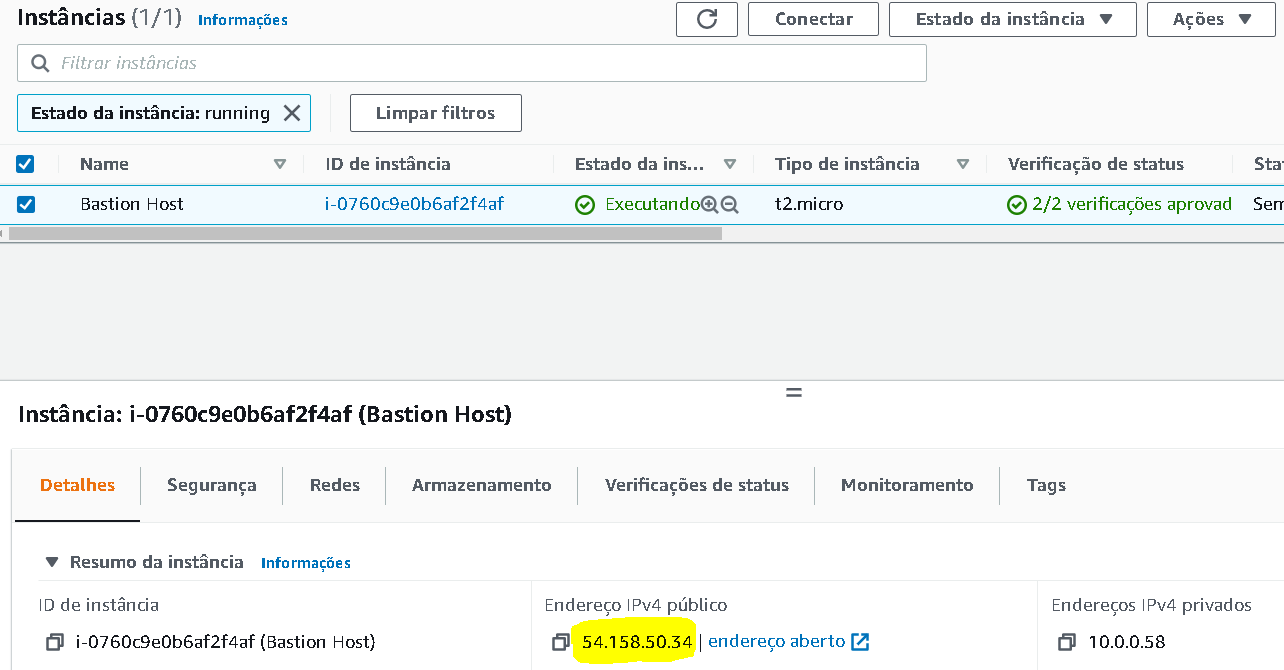 Instâncias (1/1) Informações Conectar Estado da instância Ações
Filtrar instâncias
Estado da instância: running Limpar filtros
Name ID de instância Estado da ins... Tipo de instância Verificação de status Sta
Bastion Host i-0760c9e0b6af2f4af Executando t2.micro 2/2 verificações aprovad Sem
Instância: i-0760c9e0b6af2f4af (Bastion Host)
Detalhes Segurança Redes Armazenamento Verificações de status Monitoramento Tags
Resumo da instância Informações
ID de instância Endereço IPv4 público Endereços IPv4 privados
i-0760c9e0b6af2f4af (Bastion Host) 54.158.50.34 | endereço aberto 10.0.0.58